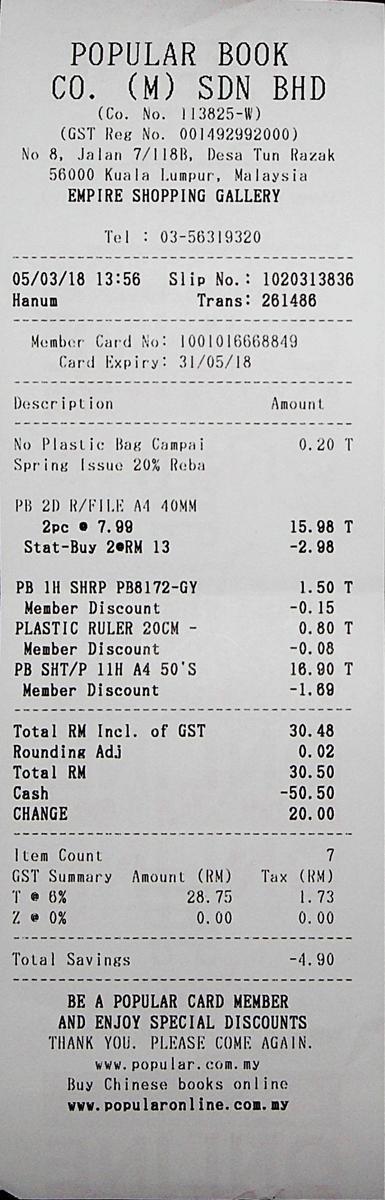 POPULAR BOOK
CO. (M) SDN BHD
(Co. No. 113825-W)
(GST Reg No. 001492992000)
No 8, Jalan 7/118B, Desa Tun Razak
56000 Kuala Lumpur, Malaysia
EMPIRE SHOPPING GALLERY
Tel : 03-56319320
05/03/18 13:56 Slip No.: 1020313836
Hanum Trans: 261486
Member Card No: 1001016668849
Card Expiry: 31/05/18
Description Amount
No Plastic Bag Campai 0.20 T
Spring Issue 20% Reba
PB 2D R/FILE A4 40MM
2pc @ 7.99 15.98 T
Stat-Buy 2@RM 13 -2.98
PB 1H SHRP PB8172-GY 1.50 T
Member Discount -0.15
PLASTIC RULER 20CM - 0.80 T
Member Discount -0.08
PB SHT/P 11H A4 50'S 16.90 T
Member Discount -1.69
Total RM Incl. of GST 30.48
Rounding Adj 0.02
Total RM 30.50
Cash -50.50
CHANGE 20.00
Item Count 7
GST Summary Amount (RM) Tax (RM)
T @ 6% 28.75 1.73
Z @ 0% 0.00 0.00
Total Savings -4.90
BE A POPULAR CARD MEMBER
AND ENJOY SPECIAL DISCOUNTS
THANK YOU. PLEASE COME AGAIN.
www.popular.com.my
Buy Chinese books online
www.popularonline.com.my